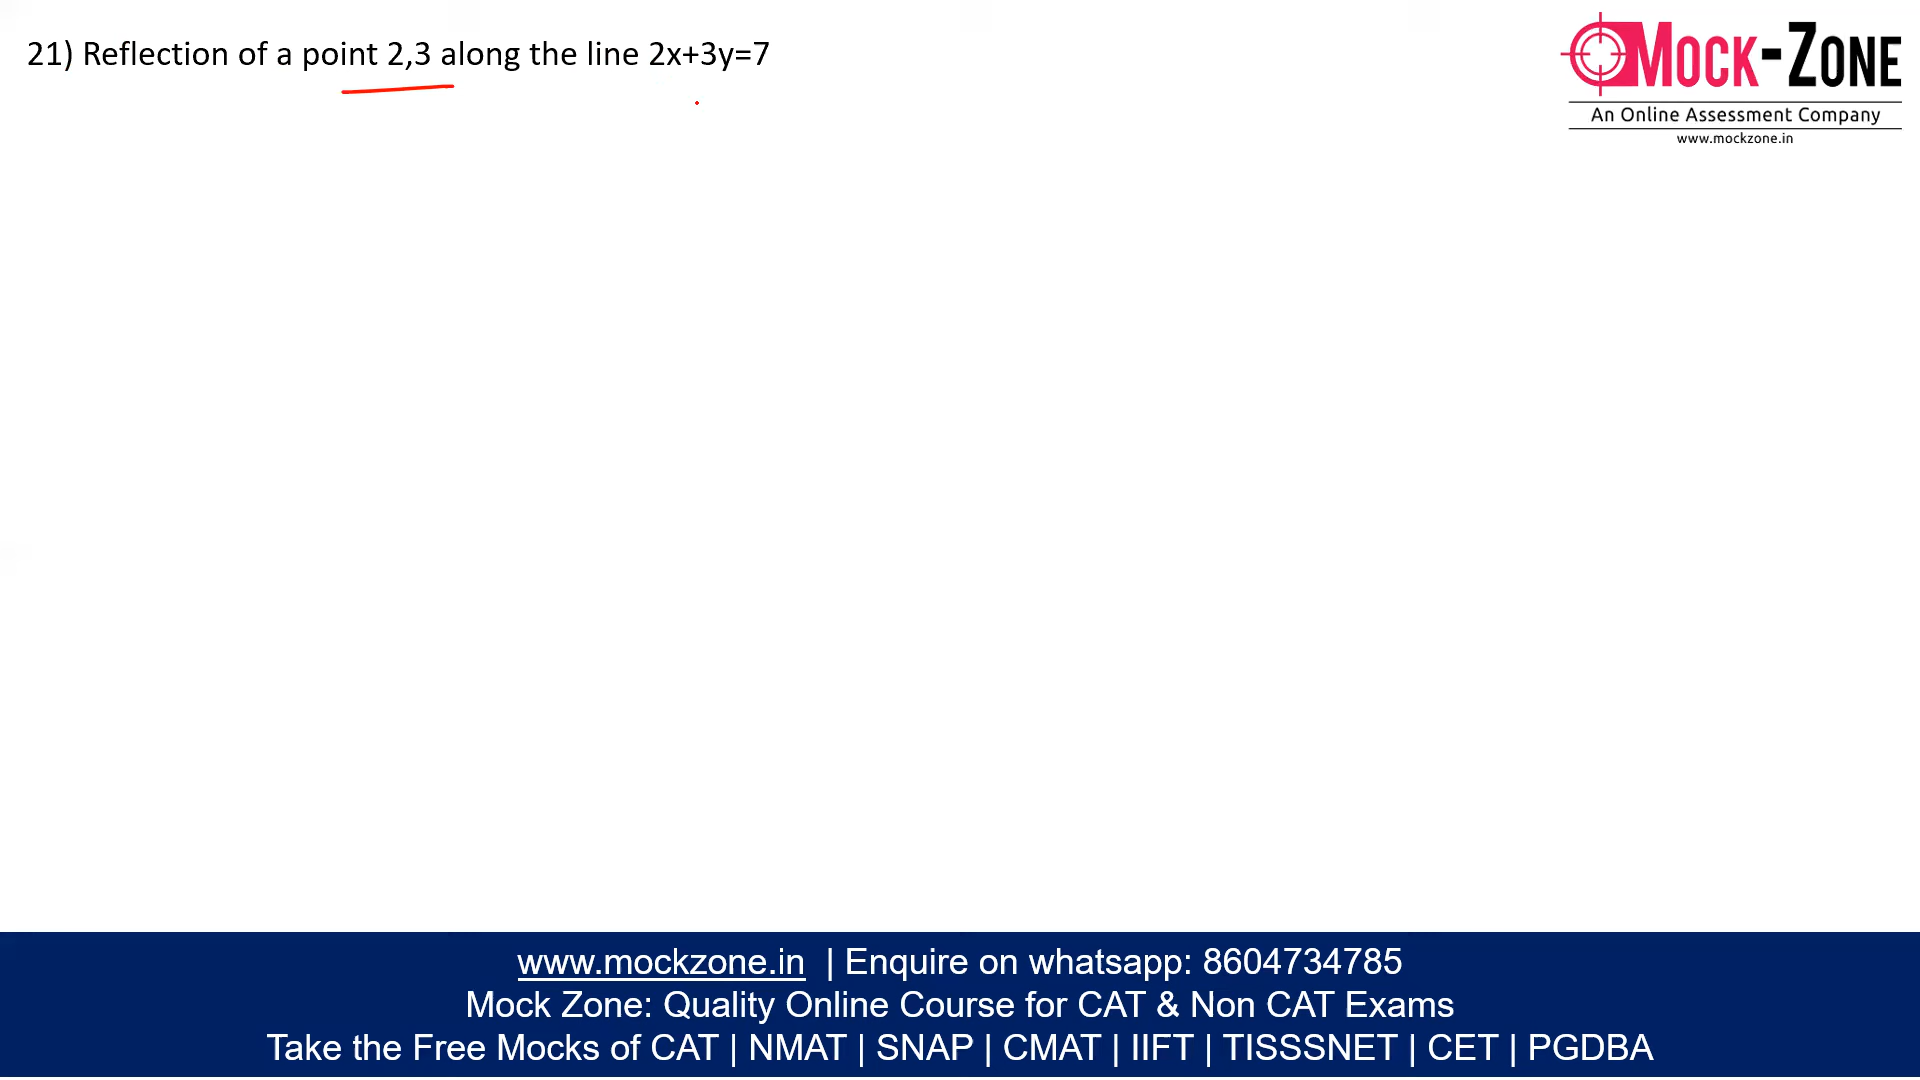 21) Reflection of a point 2,3 along the line 2x+3y=7
MOCK-ZONE
An Online Assessment Company
www.mockzone.in
www.mockzone.in | Enquire on whatsapp: 8604734785
Mock Zone: Quality Online Course for CAT & Non CAT Exams
Take the Free Mocks of CAT | NMAT | SNAP | CMAT | IIFT | TISSSNET | CET | PGDBA